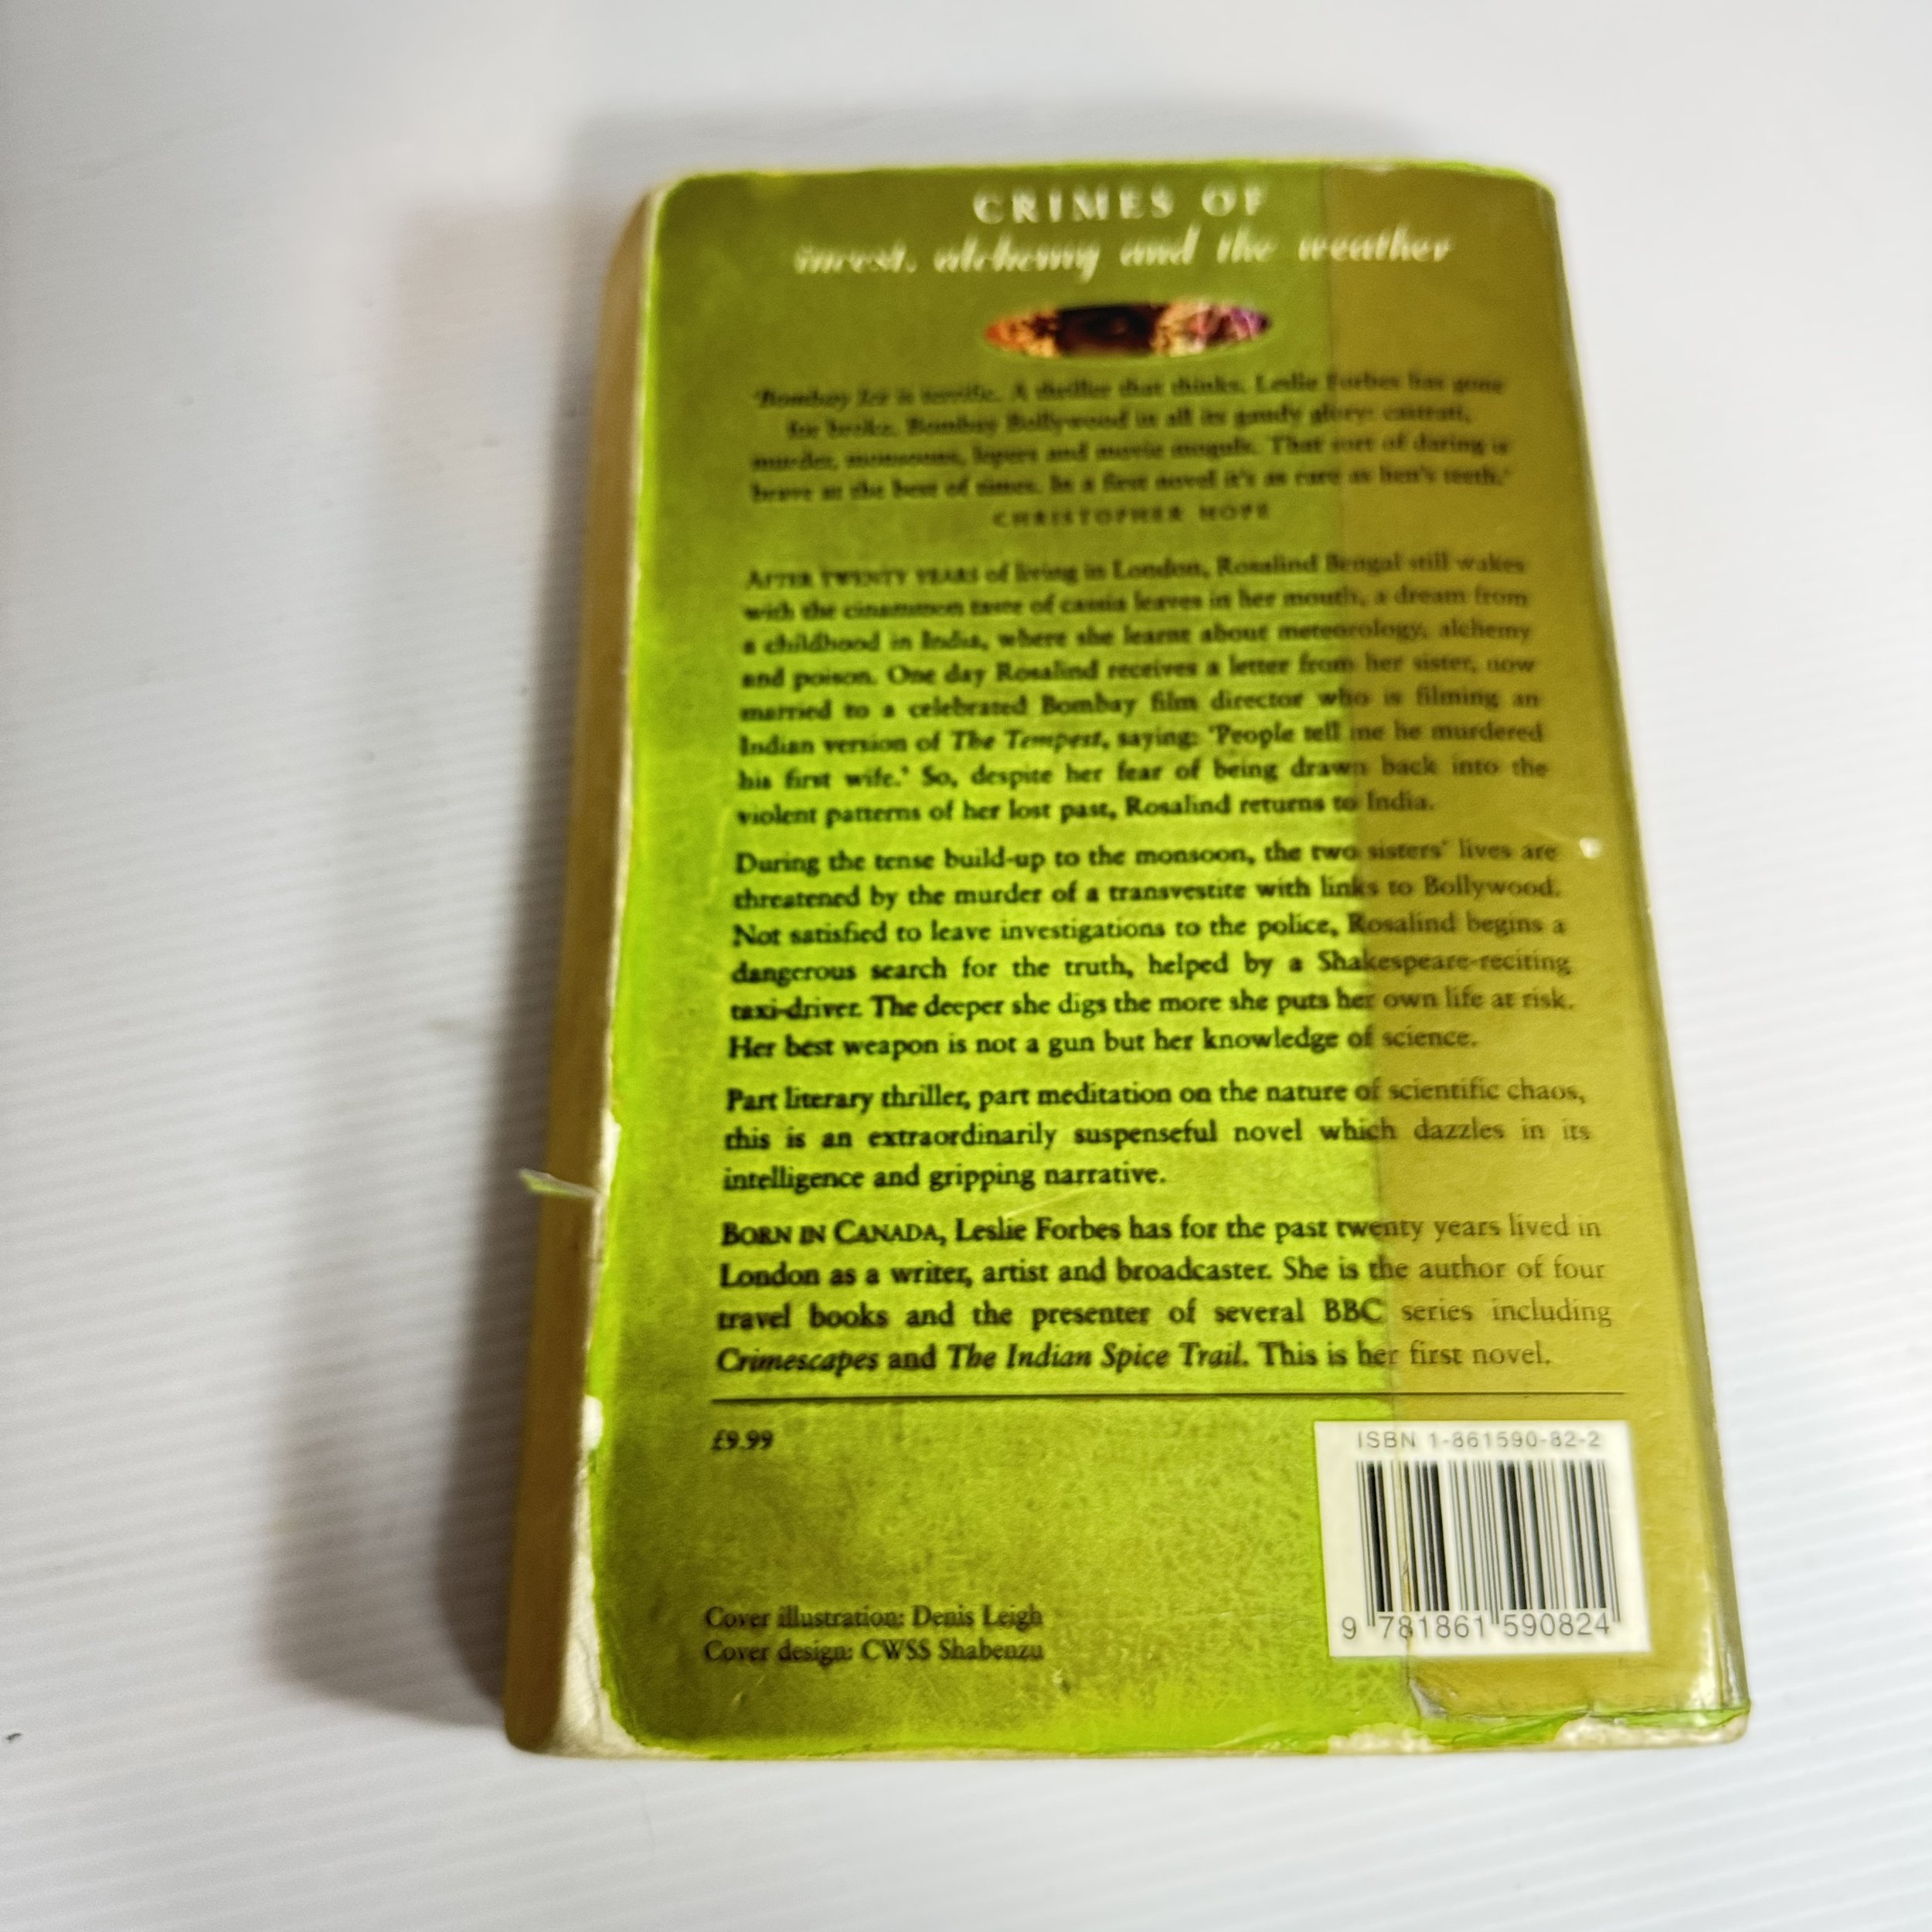 CRIMES OF
incest, alchemy and the weather
'Bombay Ice is terrific. A thriller that thinks. Leslie Forbes has gone
for broke. Bombay Bollywood in all its gaudy glory: castrati,
murder, monsoons, lepers and movie moguls. That sort of daring is
brave at the best of times. In a first novel it's as rare as hen's teeth.'
CHRISTOPHER HOPE
AFTER TWENTY YEARS of living in London, Rosalind Bengal still wakes
with the cinammon taste of cassia leaves in her mouth, a dream from
a childhood in India, where she learnt about meteorology, alchemy
and poison. One day Rosalind receives a letter from her sister, now
married to a celebrated Bombay film director who is filming an
Indian version of The Tempest, saying: 'People tell me he murdered
his first wife.' So, despite her fear of being drawn back into the
violent patterns of her lost past, Rosalind returns to India.
During the tense build-up to the monsoon, the two sisters' lives are
threatened by the murder of a transvestite with links to Bollywood.
Not satisfied to leave investigations to the police, Rosalind begins a
dangerous search for the truth, helped by a Shakespeare-reciting
taxi-driver. The deeper she digs the more she puts her own life at risk.
Her best weapon is not a gun but her knowledge of science.
Part literary thriller, part meditation on the nature of scientific chaos,
this is an extraordinarily suspenseful novel which dazzles in its
intelligence and gripping narrative.
BORN IN CANADA, Leslie Forbes has for the past twenty years lived in
London as a writer, artist and broadcaster. She is the author of four
travel books and the presenter of several BBC series including
Crimescapes and The Indian Spice Trail. This is her first novel.
£9.99
ISBN 1-861590-82-2
9 781861 590824
Cover illustration: Denis Leigh
Cover design: CWSS Shabenzu